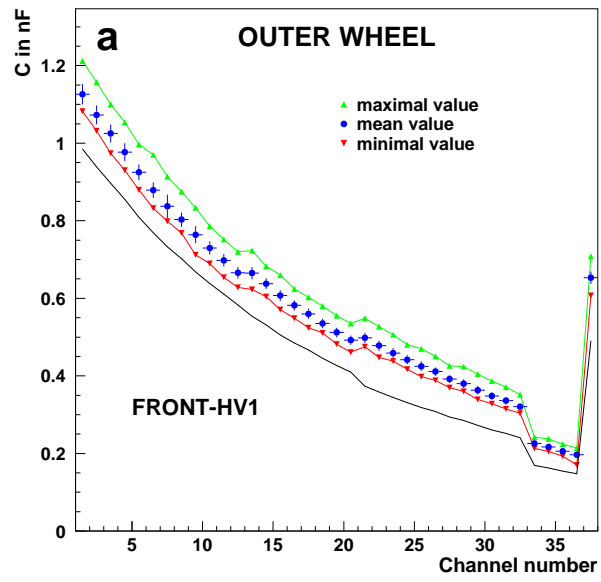 a
OUTER WHEEL
C in nF
maximal value
mean value
minimal value
FRONT-HV1
1.2
1
0.8
0.6
0.4
0.2
0
5 10 15 20 25 30 35
Channel number